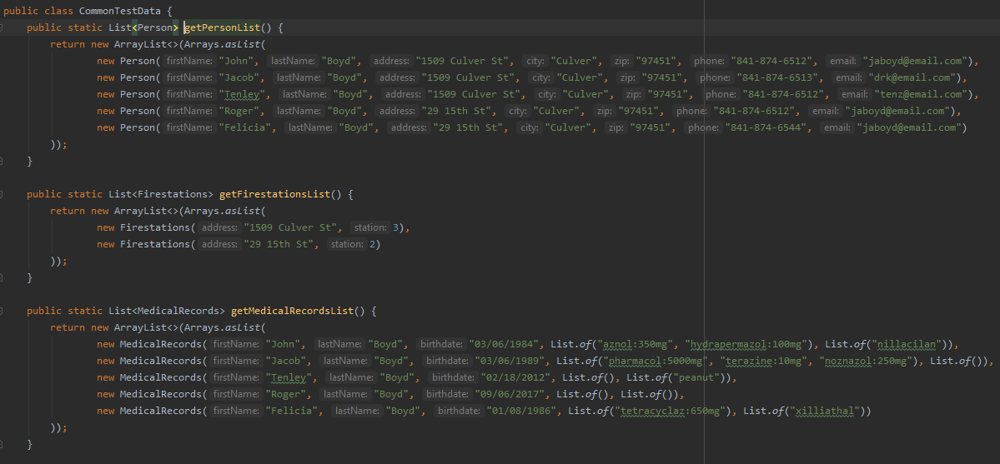 public class CommonTestData {
public static List<Person> getPersonList() {
return new ArrayList<>(Arrays.asList(
new Person( firstName: "John", lastName: "Boyd", address: "1509 Culver St", city: "Culver", zip: "97451", phone: "841-874-6512", email: "jaboyd@email.com"),
new Person( firstName: "Jacob", lastName: "Boyd", address: "1509 Culver St", city: "Culver", zip: "97451", phone: "841-874-6513", email: "drk@email.com"),
new Person( firstName: "Tenley", lastName: "Boyd", address: "1509 Culver St", city: "Culver", zip: "97451", phone: "841-874-6512", email: "tenz@email.com"),
new Person( firstName: "Roger", lastName: "Boyd", address: "29 15th St", city: "Culver", zip: "97451", phone: "841-874-6512", email: "jaboyd@email.com"),
new Person( firstName: "Felicia", lastName: "Boyd", address: "29 15th St", city: "Culver", zip: "97451", phone: "841-874-6544", email: "jaboyd@email.com")
));
}
public static List<Firestations> getFirestationsList() {
return new ArrayList<>(Arrays.asList(
new Firestations( address: "1509 Culver St", station: 3),
new Firestations( address: "29 15th St", station: 2)
));
}
public static List<MedicalRecords> getMedicalRecordsList() {
return new ArrayList<>(Arrays.asList(
new MedicalRecords( firstName: "John", lastName: "Boyd", birthdate: "03/06/1984", List.of("aznol:350mg", "hydrapermazol:100mg"), List.of("nillacilan")),
new MedicalRecords( firstName: "Jacob", lastName: "Boyd", birthdate: "03/06/1989", List.of("pharmacol:5000mg", "terazine:10mg", "noznazol:250mg"), List.of()),
new MedicalRecords( firstName: "Tenley", lastName: "Boyd", birthdate: "02/18/2012", List.of(), List.of("peanut")),
new MedicalRecords( firstName: "Roger", lastName: "Boyd", birthdate: "09/06/2017", List.of(), List.of()),
new MedicalRecords( firstName: "Felicia", lastName: "Boyd", birthdate: "01/08/1986", List.of("tetracyclaz:650mg"), List.of("xilliathal"))
));
}